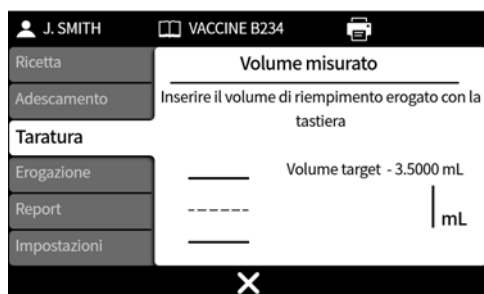 J. SMITH
VACCINE B234
Ricetta
Adescamento
Taratura
Erogazione
Report
Impostazioni
Volume misurato
Inserire il volume di riempimento erogato con la
tastiera
Volume target - 3.5000 mL
mL